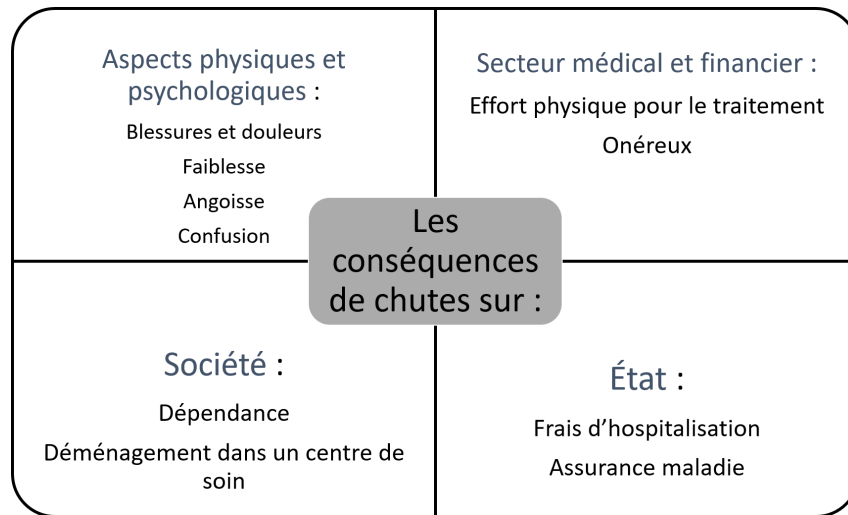 Aspects physiques et
psychologiques :
Blessures et douleurs
Faiblesse
Angoisse
Confusion
Secteur médical et financier :
Effort physique pour le traitement
Onéreux
Les
conséquences
de chutes sur :
Société :
Dépendance
Déménagement dans un centre de
soin
État :
Frais d'hospitalisation
Assurance maladie